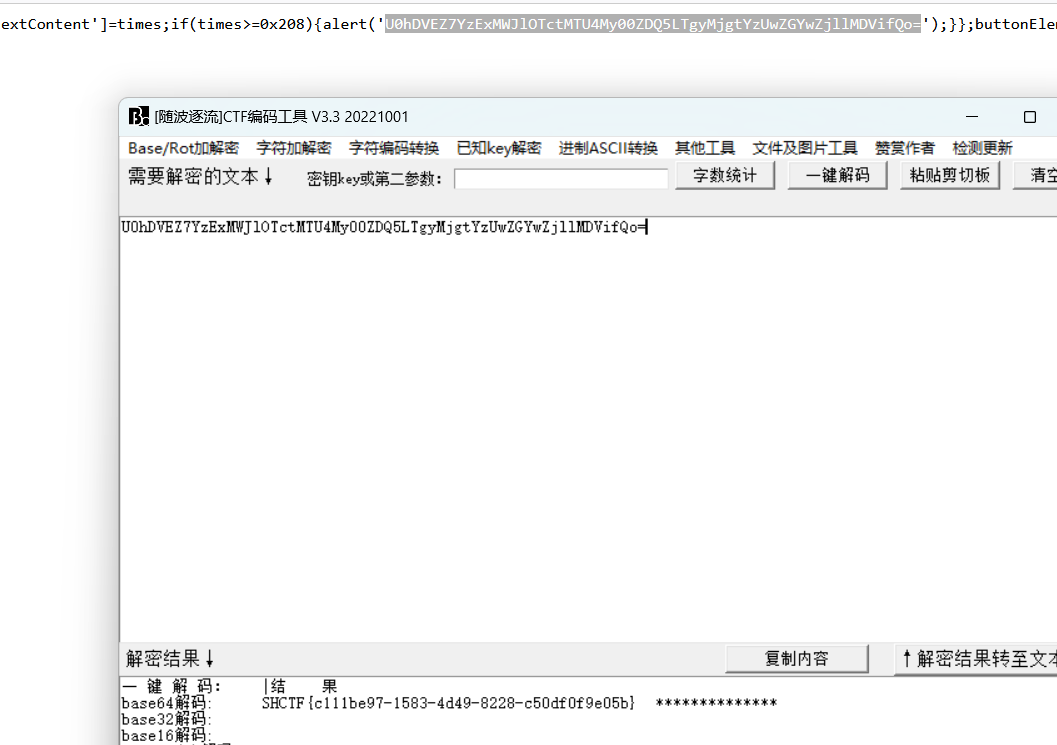 extContent']=times;if(times>=0x208){alert('U0hDVEZ7YzExMWJlOTctMTU4My00ZDQ5LTgyMjgtYzUwZGYwZjllMDVifQo=');}};buttonEle
[随波逐流]CTF编码工具 V3.3 20221001
Base/Rot加解密 字符加解密 字符编码转换 已知key解密 进制ASCII转换 其他工具 文件及图片工具 赞赏作者 检测更新
需要解密的文本↓ 密钥key或第二参数: 字数统计 一键解码 粘贴剪切板 清空
U0hDVEZ7YzExMWJlOTctMTU4My00ZDQ5LTgyMjgtYzUwZGYwZjllMDVifQo=
解密结果↓ 复制内容 ↑解密结果转至文本
一 键 解 码: |结 果
base64解码: SHCTF{c111be97-1583-4d49-8228-c50df0f9e05b} **************
base32解码:
base16解码: